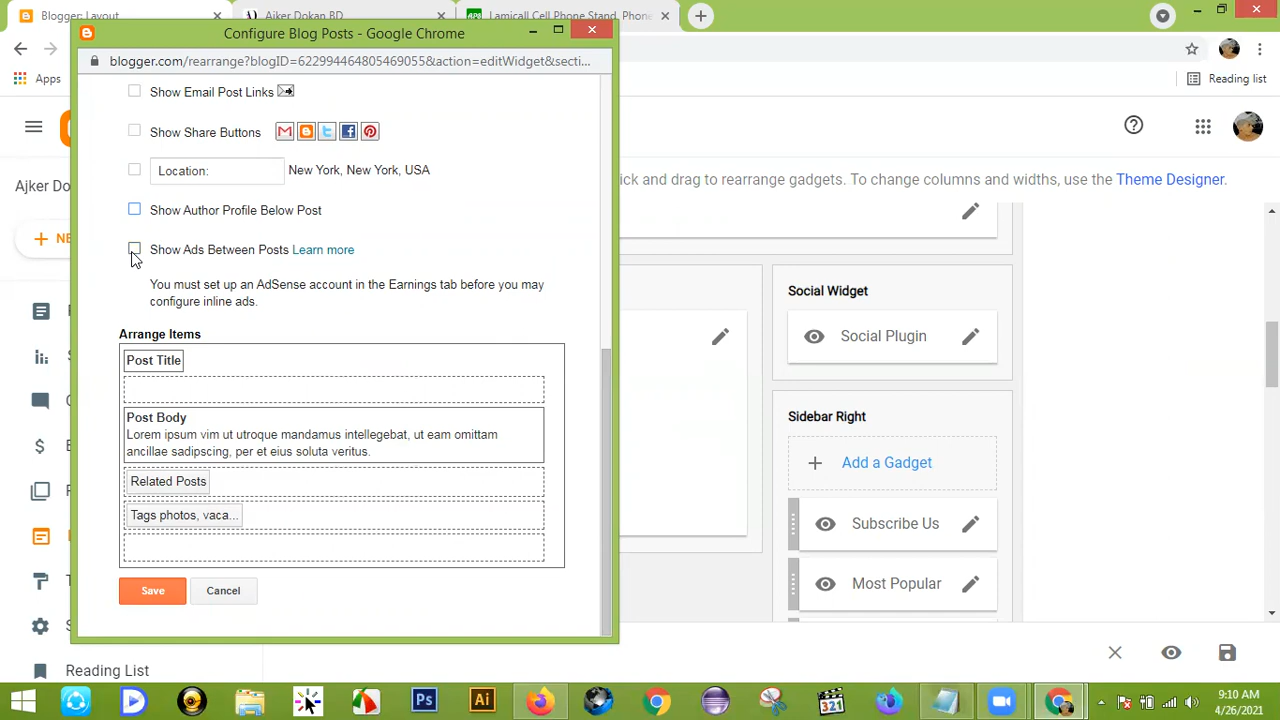 Blogger: Layout
Ajker Dokan BD
Lamicall Cell Phone Stand, Phone
Configure Blog Posts - Google Chrome
blogger.com/rearrange?blogID=622994464805469055&action=editWidget&secti...
Apps
Reading list
Show Email Post Links
Show Share Buttons
Location:
New York, New York, USA
Show Author Profile Below Post
Show Ads Between Posts Learn more
You must set up an AdSense account in the Earnings tab before you may
configure inline ads.
Arrange Items
Post Title
Post Body
Lorem ipsum vim ut utroque mandamus intellegebat, ut eam omittam
ancillae sadipscing, per et eius soluta veritus.
Related Posts
Tags photos, vaca...
Save
Cancel
Ajker Do
NE
Reading List
ick and drag to rearrange gadgets. To change columns and widths, use the Theme Designer.
Social Widget
Social Plugin
Sidebar Right
Add a Gadget
Subscribe Us
Most Popular
Ps
Ai
321
9:10 AM
4/26/2021